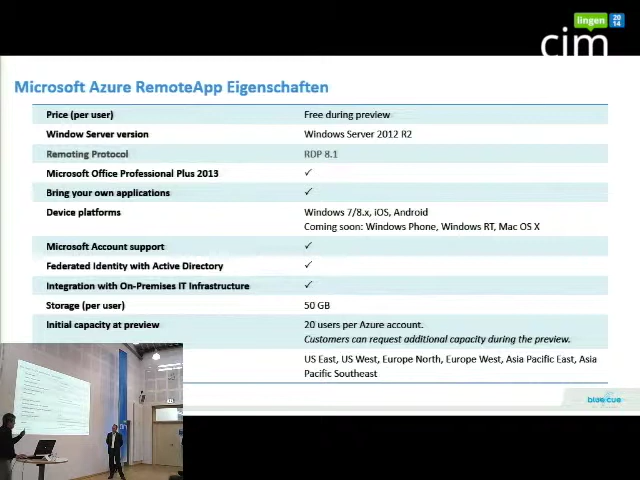 lingen
20
14
cim
Microsoft Azure RemoteApp Eigenschaften
Price (per user) Free during preview
Window Server version Windows Server 2012 R2
Remoting Protocol RDP 8.1
Microsoft Office Professional Plus 2013 ✓
Bring your own applications ✓
Device platforms Windows 7/8.x, iOS, Android
Coming soon: Windows Phone, Windows RT, Mac OS X
Microsoft Account support ✓
Federated Identity with Active Directory ✓
Integration with On-Premises IT Infrastructure ✓
Storage (per user) 50 GB
Initial capacity at preview 20 users per Azure account.
Customers can request additional capacity during the preview.
US East, US West, Europe North, Europe West, Asia Pacific East, Asia
Pacific Southeast
blue cue